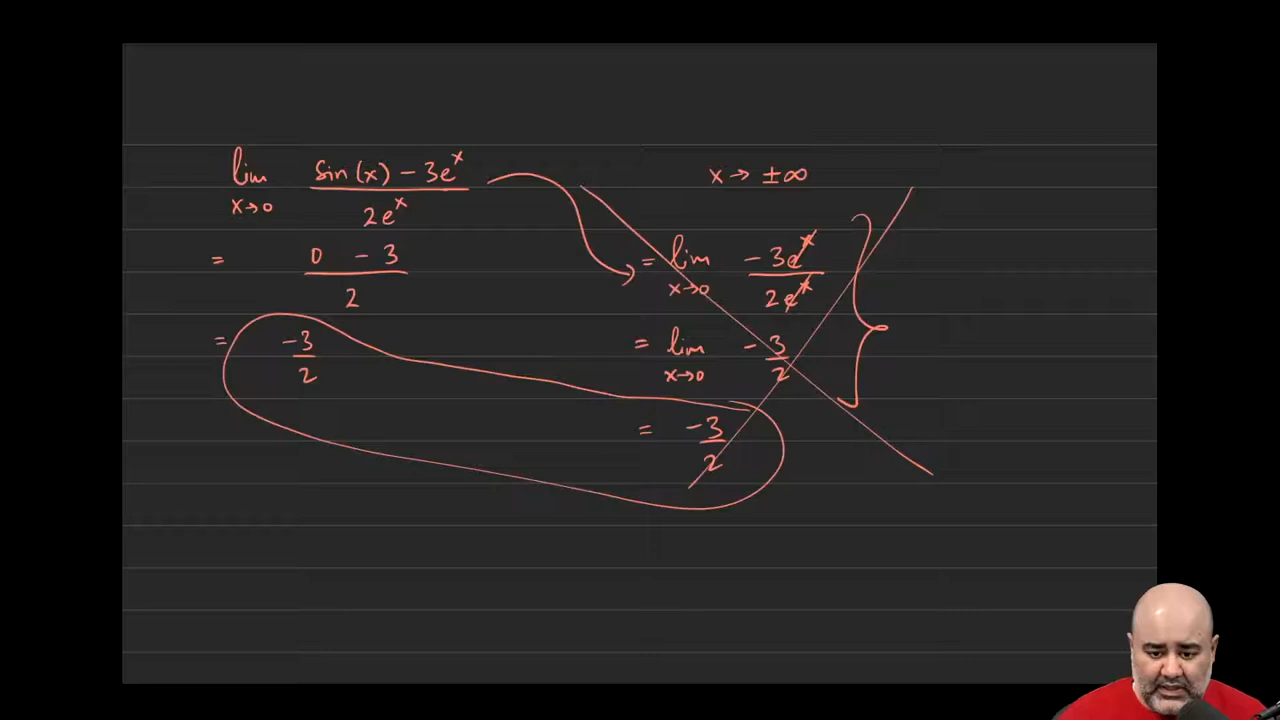 lim x→0 (sin(x) − 3e^x)/(2e^x)
= (0 − 3)/2
= −3/2
x → ±∞
= lim x→0 (−3e^x)/(2e^x)
= lim x→0 −3/2
= −3/2